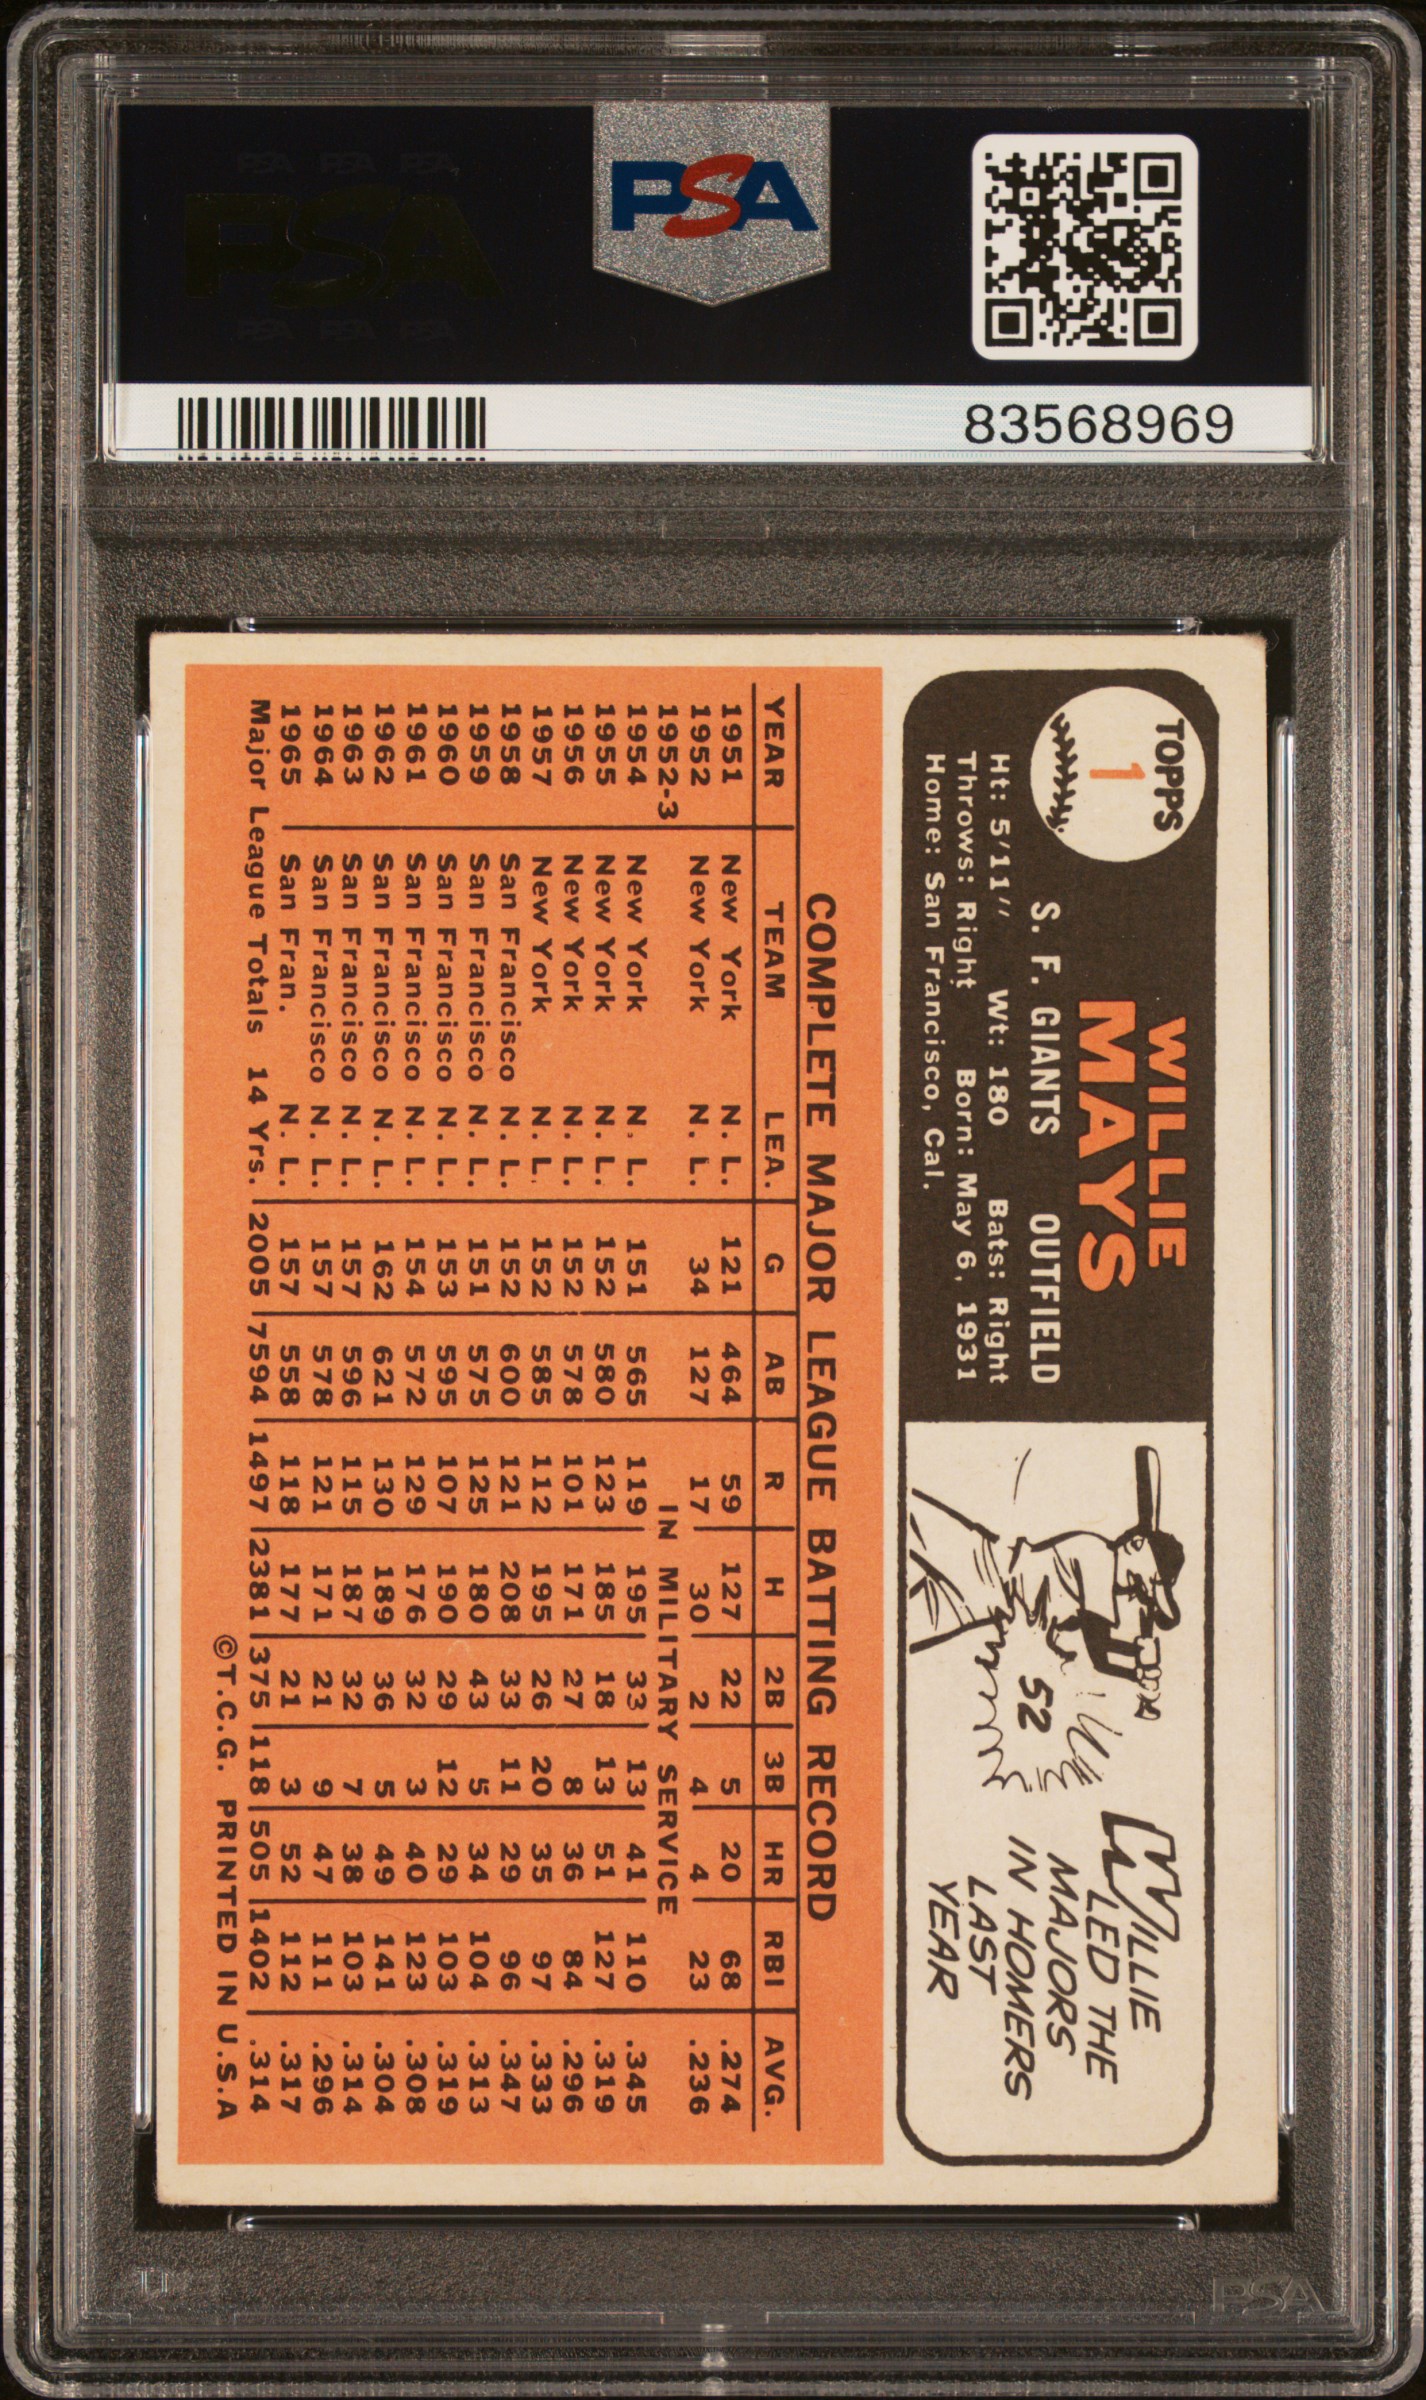 PSA PSA PSA
PSA
PSA PSA PSA
PSA
83568969
TOPPS
1
WILLIE
MAYS
S. F. GIANTS OUTFIELD
Ht: 5'11" Wt: 180 Bats: Right
Throws: Right Born: May 6, 1931
Home: San Francisco, Cal.
52
WILLIE
LED THE
MAJORS
IN HOMERS
LAST
YEAR
COMPLETE MAJOR LEAGUE BATTING RECORD
YEAR TEAM LEA. G AB R H 2B 3B HR RBI AVG.
1951 New York N. L. 121 464 59 127 22 5 20 68 .274
1952 New York N. L. 34 127 17 30 2 4 4 23 .236
1952-3 IN MILITARY SERVICE
1954 New York N. L. 151 565 119 195 33 13 41 110 .345
1955 New York N. L. 152 580 123 185 18 13 51 127 .319
1956 New York N. L. 152 578 101 171 27 8 36 84 .296
1957 New York N. L. 152 585 112 195 26 20 35 97 .333
1958 San Francisco N. L. 152 600 121 208 33 11 29 96 .347
1959 San Francisco N. L. 151 575 125 180 43 5 34 104 .313
1960 San Francisco N. L. 153 595 107 190 29 12 29 103 .319
1961 San Francisco N. L. 154 572 129 176 32 3 40 123 .308
1962 San Francisco N. L. 162 621 130 189 36 5 49 141 .304
1963 San Francisco N. L. 157 596 115 187 32 7 38 103 .314
1964 San Francisco N. L. 157 578 121 171 21 9 47 111 .296
1965 San Fran. N. L. 157 558 118 177 21 3 52 112 .317
Major League Totals 14 Yrs. 2005 7594 1497 2381 375 118 505 1402 .314
©T.C.G. PRINTED IN U.S.A
PSA